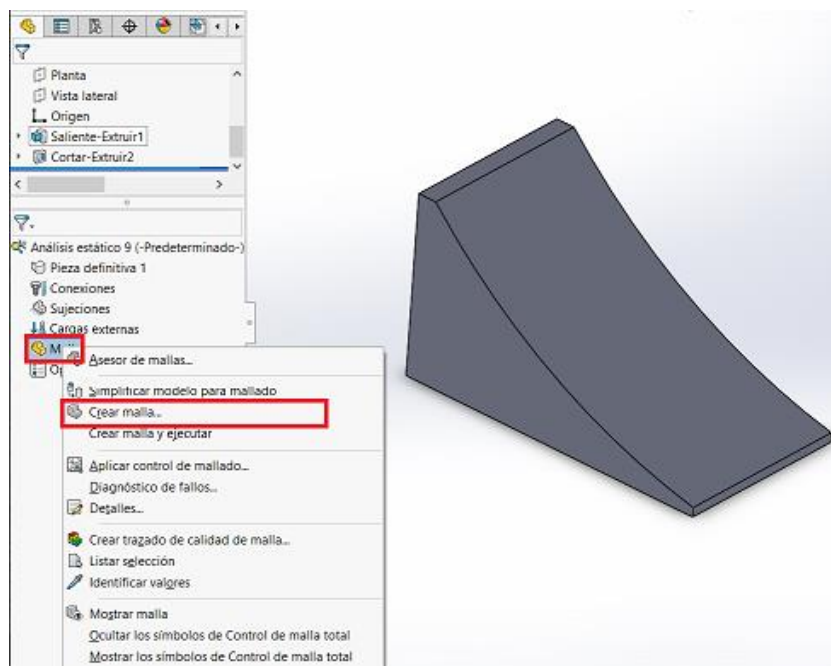 Planta
Vista lateral
Origen
Saliente-Extruir1
Cortar-Extruir2
Análisis estático 9 (-Predeterminado-)
Pieza definitiva 1
Conexiones
Sujeciones
Cargas externas
Asesor de mallas...
Simplificar modelo para mallado
Crear malla...
Crear malla y ejecutar
Aplicar control de mallado...
Diagnóstico de fallos...
Detalles...
Crear trazado de calidad de malla...
Listar selección
Identificar valores
Mostrar malla
Ocultar los símbolos de Control de malla total
Mostrar los símbolos de Control de malla total